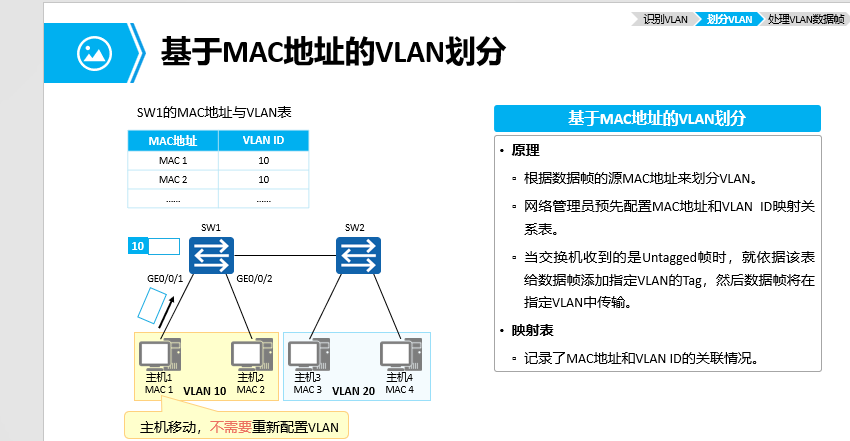 识别VLAN 划分VLAN 处理VLAN数据帧
基于MAC地址的VLAN划分
SW1的MAC地址与VLAN表
MAC地址 VLAN ID
MAC 1 10
MAC 2 10
...... ......
SW1 SW2
10
GE0/0/1 GE0/0/2
主机1 主机2 主机3 主机4
MAC 1 VLAN 10 MAC 2 MAC 3 VLAN 20 MAC 4
主机移动，不需要重新配置VLAN
基于MAC地址的VLAN划分
• 原理
▫ 根据数据帧的源MAC地址来划分VLAN。
▫ 网络管理员预先配置MAC地址和VLAN ID映射关
系表。
▫ 当交换机收到的是Untagged帧时，就依据该表
给数据帧添加指定VLAN的Tag，然后数据帧将在
指定VLAN中传输。
• 映射表
▫ 记录了MAC地址和VLAN ID的关联情况。